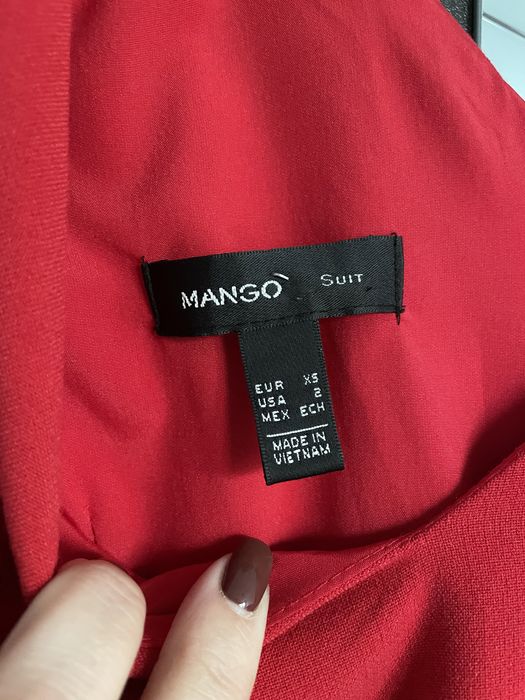 MANGO SUIT
EUR XS
USA 2
MEX ECH
MADE IN
VIETNAM